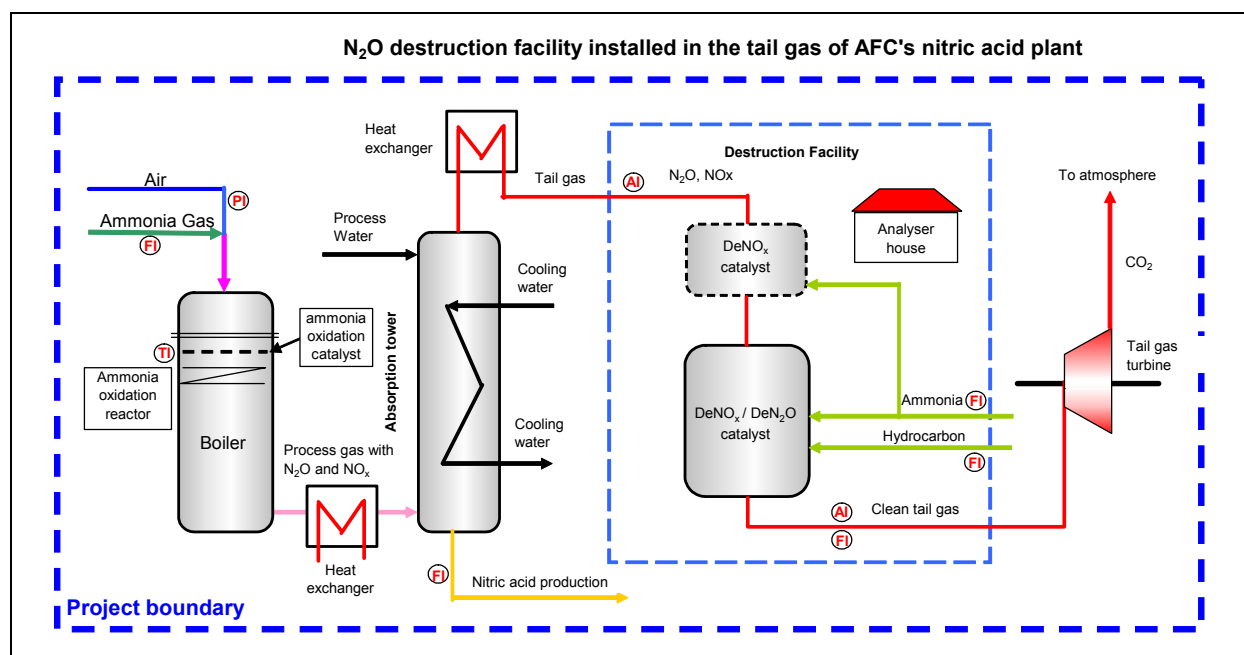 N₂O destruction facility installed in the tail gas of AFC's nitric acid plant
Heat
exchanger
Destruction Facility
Air
PI
Ammonia Gas
FI
Tail gas
AI
N₂O, NOx
To atmosphere
Process
Water
DeNOₓ
catalyst
Analyser
house
CO₂
Cooling
water
ammonia
oxidation
catalyst
TI
Ammonia
oxidation
reactor
Boiler
Absorption tower
Tail gas
turbine
DeNOₓ / DeN₂O
catalyst
Ammonia
FI
Hydrocarbon
FI
Cooling
water
Process gas with
N₂O and NOₓ
AI
Clean tail gas
FI
Heat
exchanger
FI
Nitric acid production
Project boundary